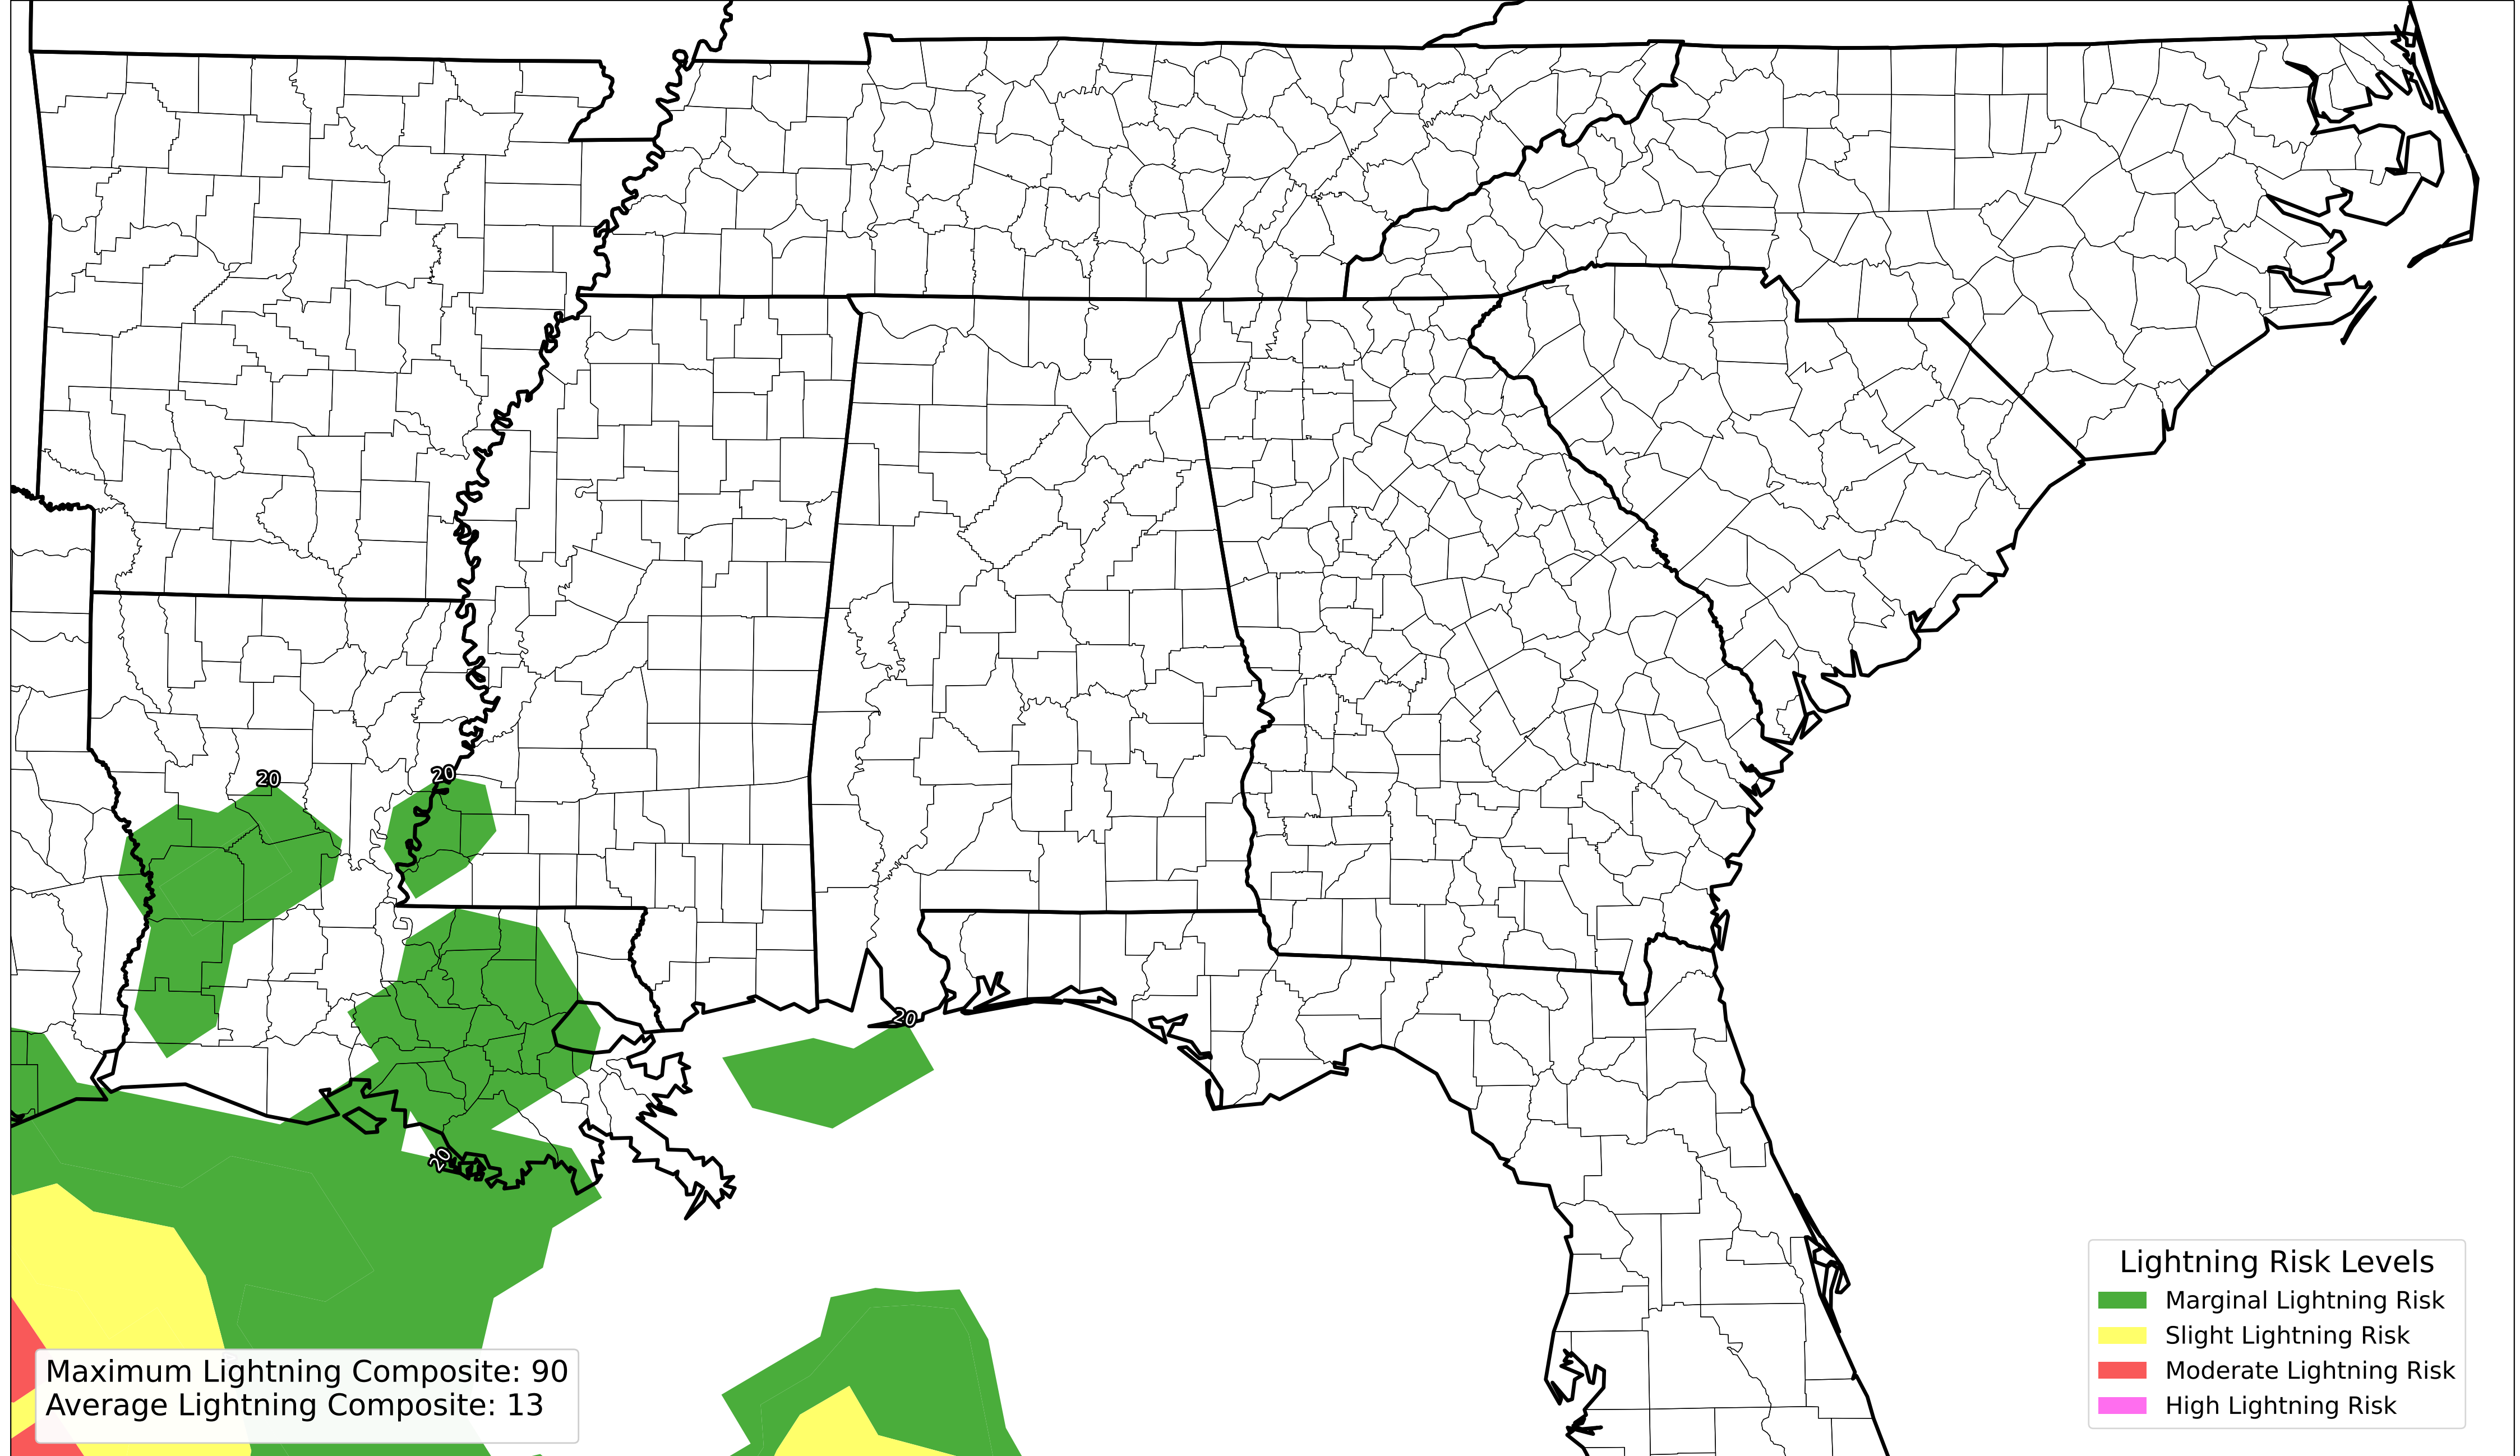 20
20
20
20
Maximum Lightning Composite: 90
Average Lightning Composite: 13
Lightning Risk Levels
Marginal Lightning Risk
Slight Lightning Risk
Moderate Lightning Risk
High Lightning Risk